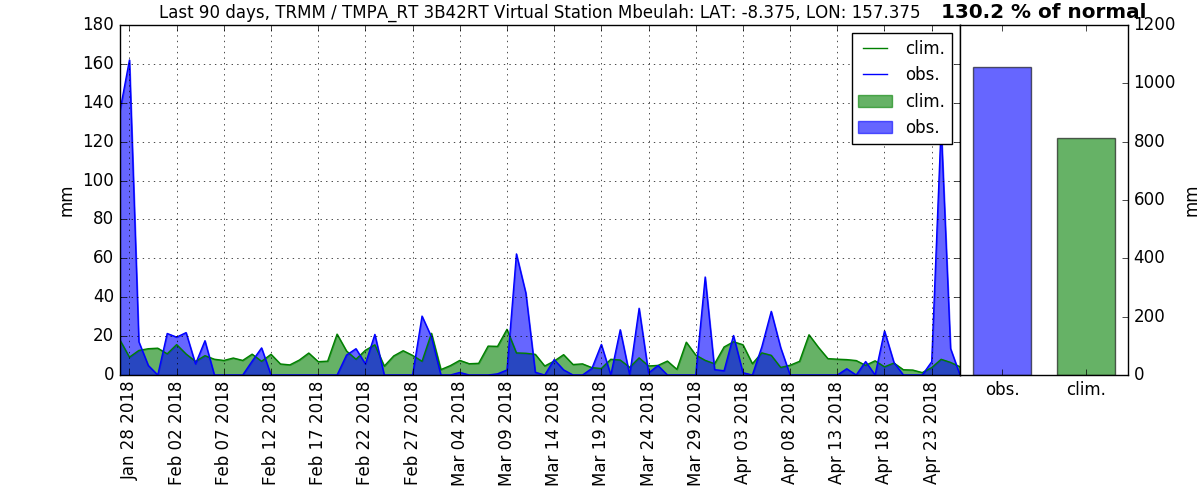 Last 90 days, TRMM / TMPA_RT 3B42RT Virtual Station Mbeulah: LAT: -8.375, LON: 157.375
130.2 % of normal
180
160
140
120
100
80
60
40
20
0
mm
clim.
obs.
clim.
obs.
Jan 28 2018
Feb 02 2018
Feb 07 2018
Feb 12 2018
Feb 17 2018
Feb 22 2018
Feb 27 2018
Mar 04 2018
Mar 09 2018
Mar 14 2018
Mar 19 2018
Mar 24 2018
Mar 29 2018
Apr 03 2018
Apr 08 2018
Apr 13 2018
Apr 18 2018
Apr 23 2018
1200
1000
800
600
400
200
0
mm
obs.
clim.